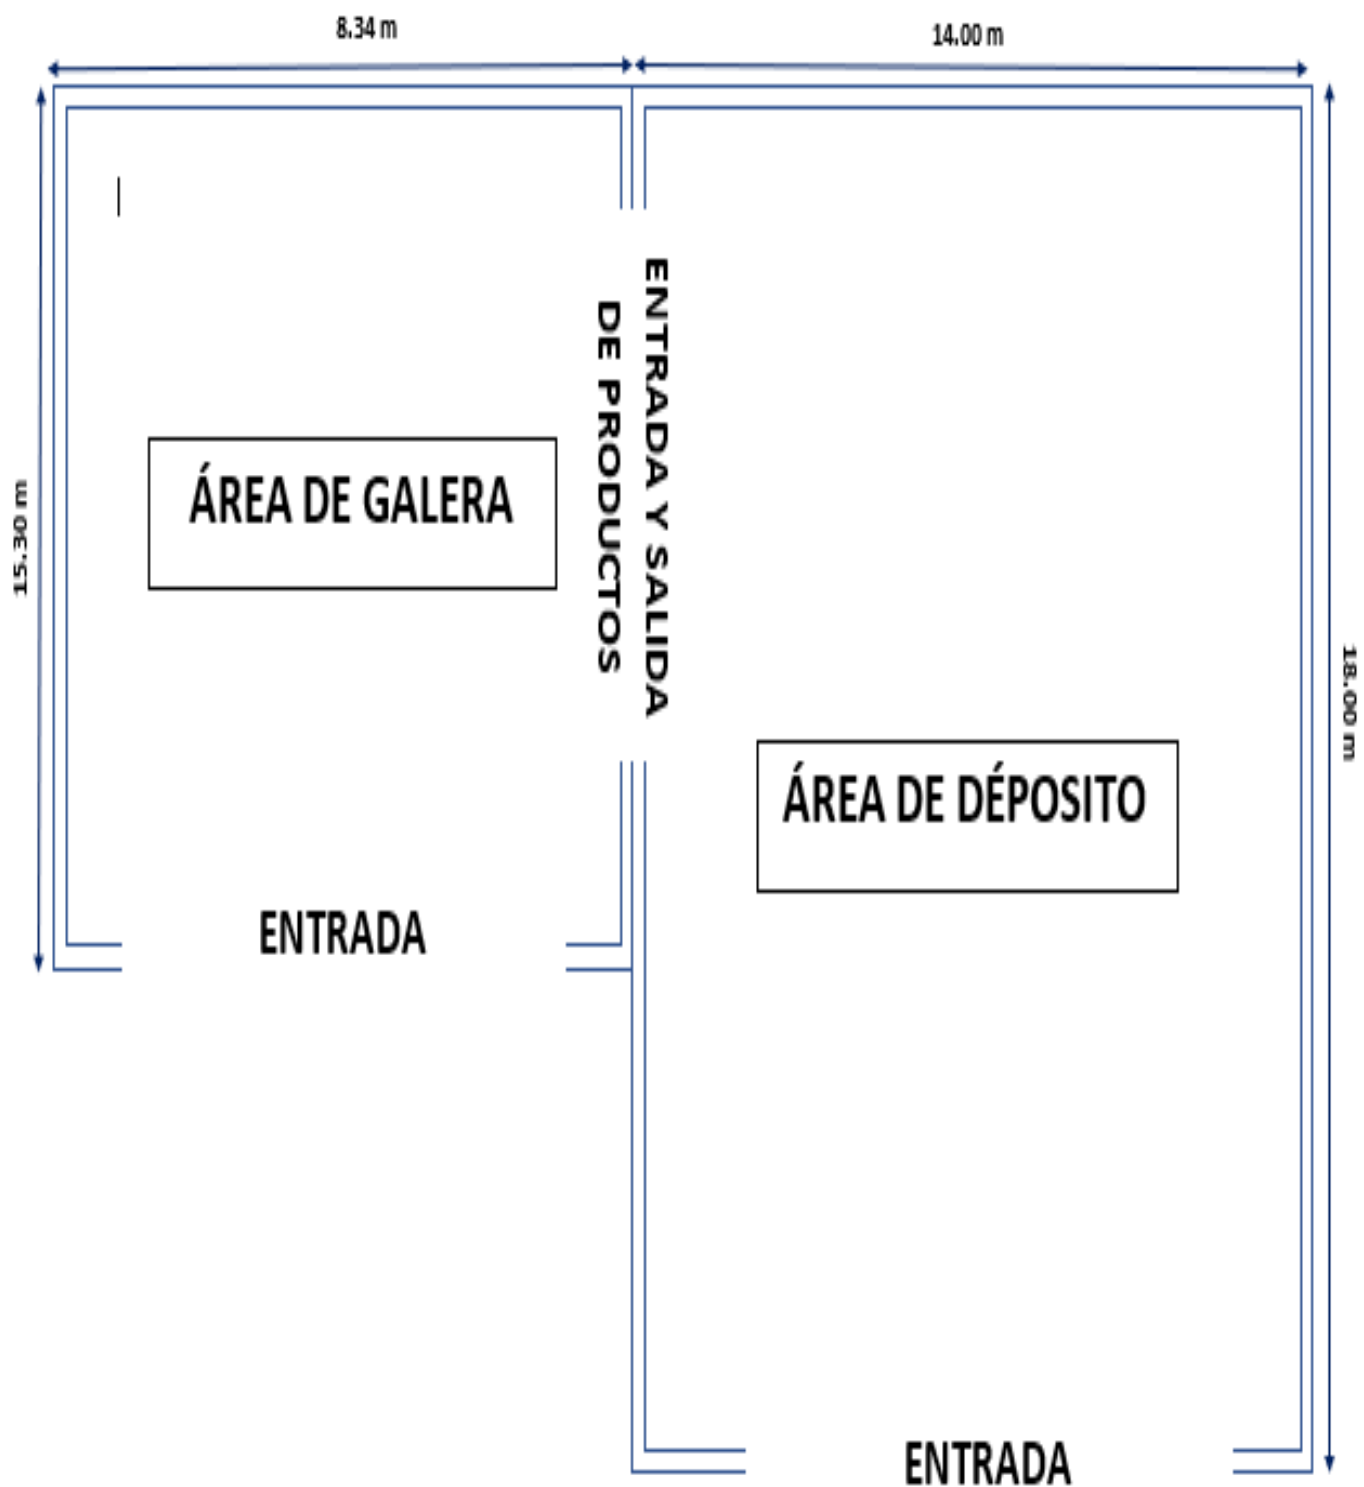 8.34 m
14.00 m
15.30 m
ÁREA DE GALERA
ENTRADA Y SALIDA
DE PRODUCTOS
18.00 m
ÁREA DE DÉPOSITO
ENTRADA
ENTRADA